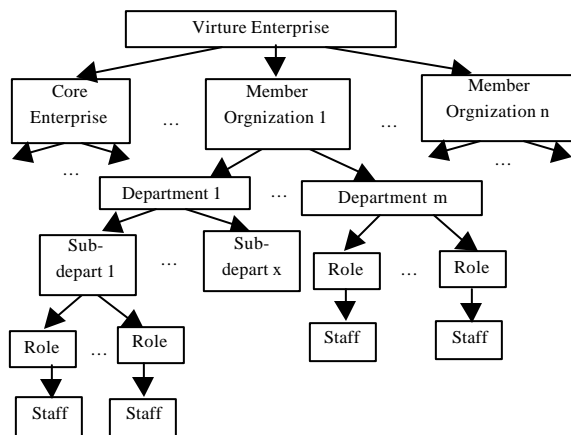 Virture Enterprise
Core
Enterprise
…
Member
Orgnization 1
…
Member
Orgnization n
…
…
Department 1
…
Department m
Sub-
depart 1
…
Sub-
depart x
Role
…
Role
Staff
Staff
Role
…
Role
Staff
Staff